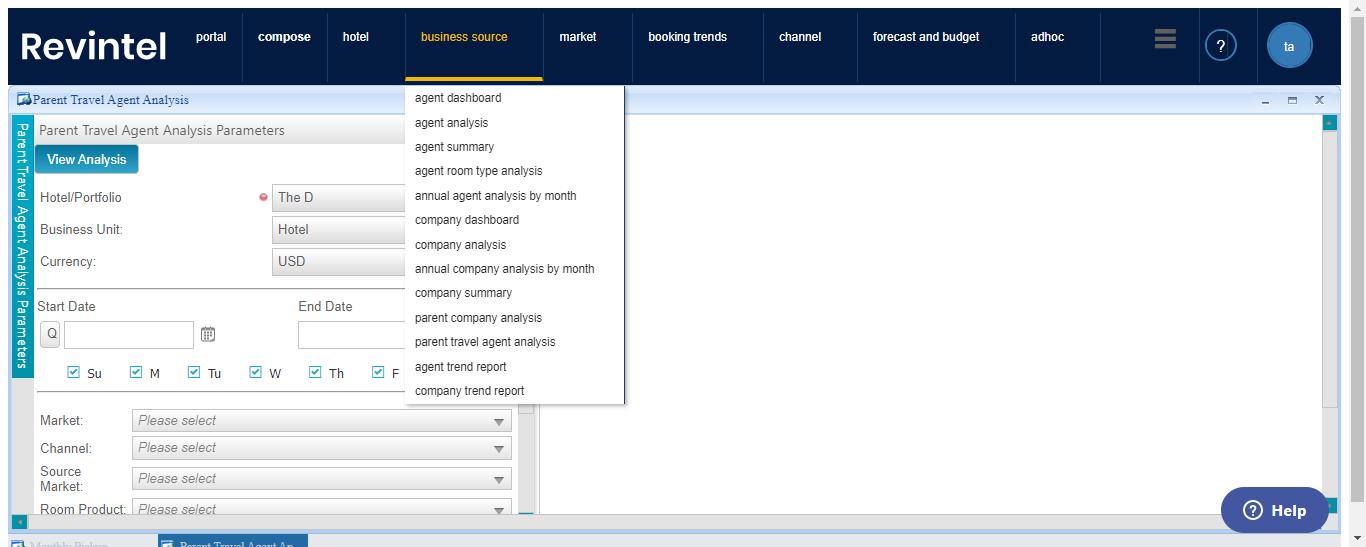 Revintel
portal
compose
hotel
business source
market
booking trends
channel
forecast and budget
adhoc
?
ta
Parent Travel Agent Analysis
Parent Travel Agent Analysis Parameters
Parent Travel Agent Analysis Parameters
View Analysis
Hotel/Portfolio
The D
Business Unit:
Hotel
Currency:
USD
Start Date
End Date
Q
Su
M
Tu
W
Th
F
agent dashboard
agent analysis
agent summary
agent room type analysis
annual agent analysis by month
company dashboard
company analysis
annual company analysis by month
company summary
parent company analysis
parent travel agent analysis
agent trend report
company trend report
Market:
Please select
Channel:
Please select
Source
Market:
Please select
Room Product:
Please select
? Help
Monthly Pickup
Parent Travel Agent An